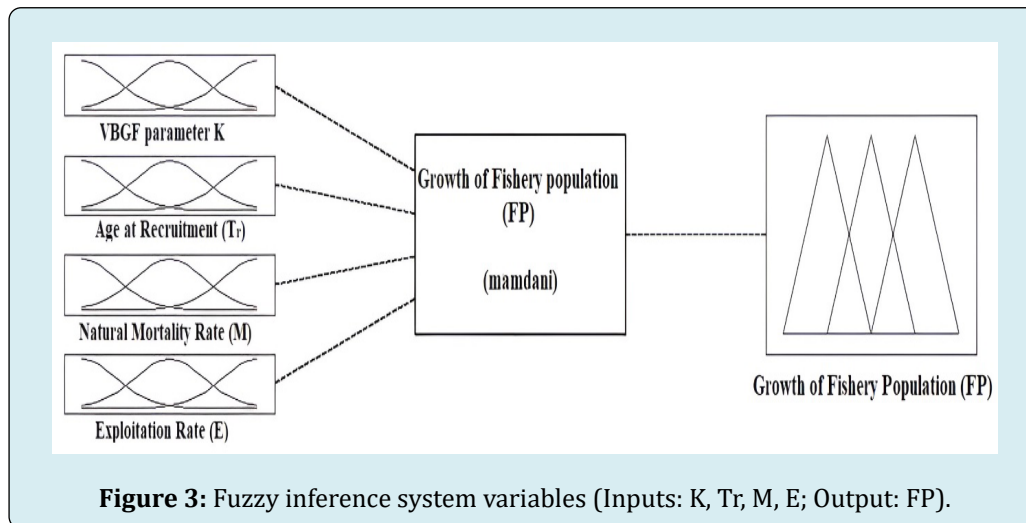 VBGF parameter K
Age at Recruitment (Tr)
Natural Mortality Rate (M)
Exploitation Rate (E)
Growth of Fishery population
(FP)
(mamdani)
Growth of Fishery Population (FP)
Figure 3: Fuzzy inference system variables (Inputs: K, Tr, M, E; Output: FP).